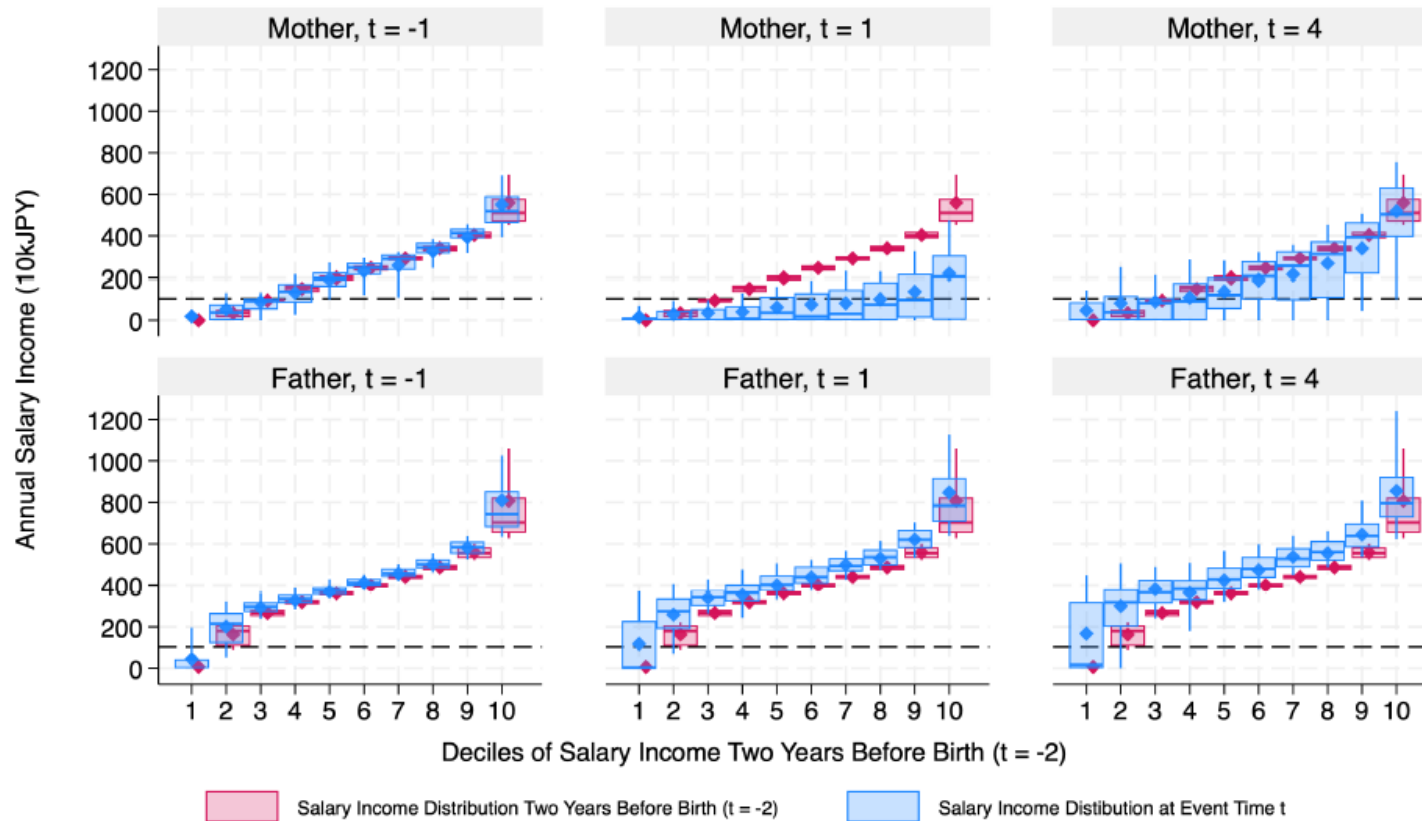 Mother, t = -1 Mother, t = 1 Mother, t = 4
1200
1000
800
600
400
200
0
Father, t = -1 Father, t = 1 Father, t = 4
1200
1000
800
600
400
200
0
Annual Salary Income (10kJPY)
1 2 3 4 5 6 7 8 9 10 1 2 3 4 5 6 7 8 9 10 1 2 3 4 5 6 7 8 9 10
Deciles of Salary Income Two Years Before Birth (t = -2)
Salary Income Distribution Two Years Before Birth (t = -2) Salary Income Distibution at Event Time t